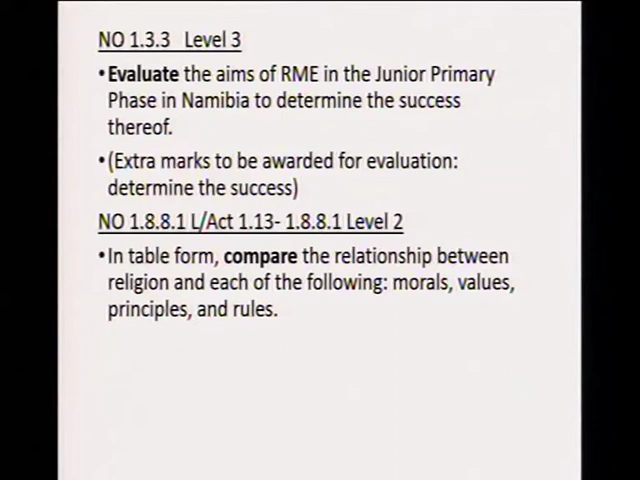 NO 1.3.3   Level 3
•Evaluate the aims of RME in the Junior Primary
Phase in Namibia to determine the success
thereof.
•(Extra marks to be awarded for evaluation:
determine the success)
NO 1.8.8.1 L/Act 1.13- 1.8.8.1 Level 2
•In table form, compare the relationship between
religion and each of the following: morals, values,
principles, and rules.